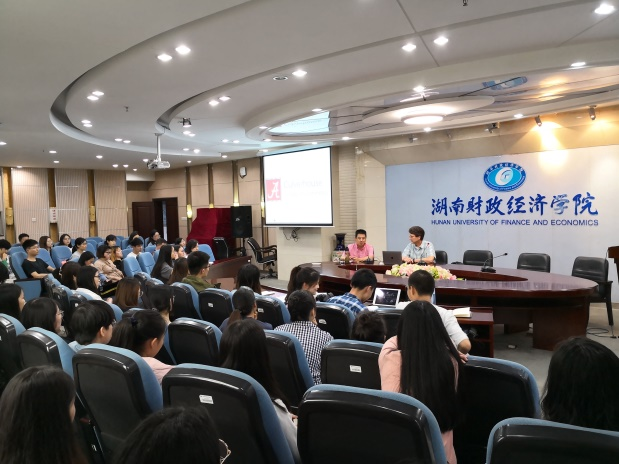 湖南财政经济学院
HUNAN UNIVERSITY OF FINANCE AND ECONOMICS